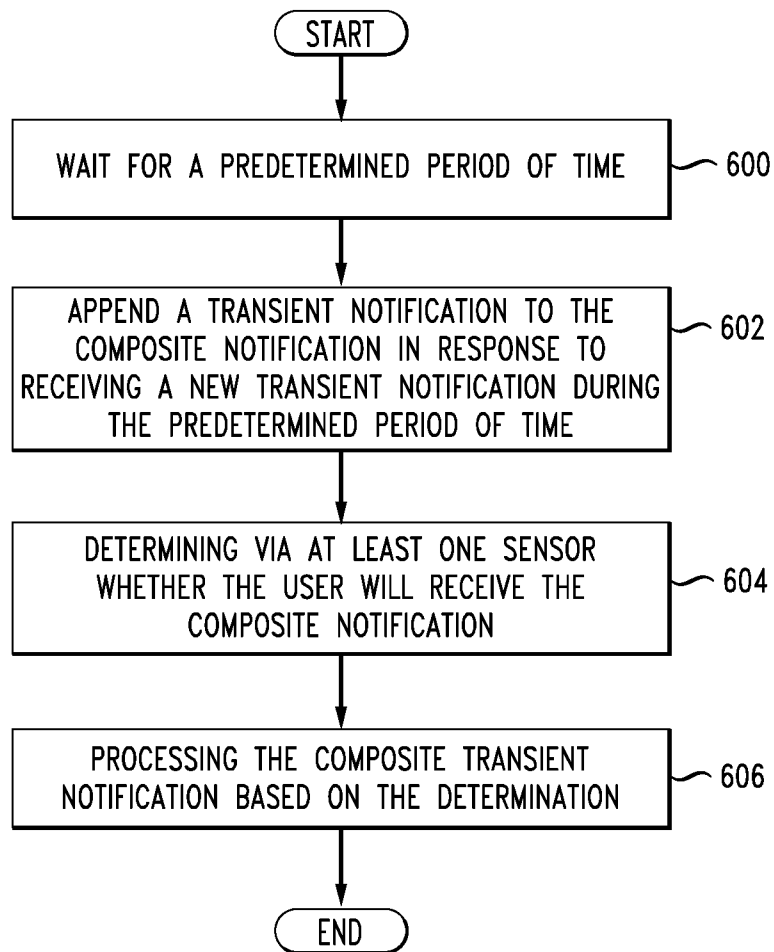 START
WAIT FOR A PREDETERMINED PERIOD OF TIME
600
APPEND A TRANSIENT NOTIFICATION TO THE
COMPOSITE NOTIFICATION IN RESPONSE TO
RECEIVING A NEW TRANSIENT NOTIFICATION DURING
THE PREDETERMINED PERIOD OF TIME
602
DETERMINING VIA AT LEAST ONE SENSOR
WHETHER THE USER WILL RECEIVE THE
COMPOSITE NOTIFICATION
604
PROCESSING THE COMPOSITE TRANSIENT
NOTIFICATION BASED ON THE DETERMINATION
606
END